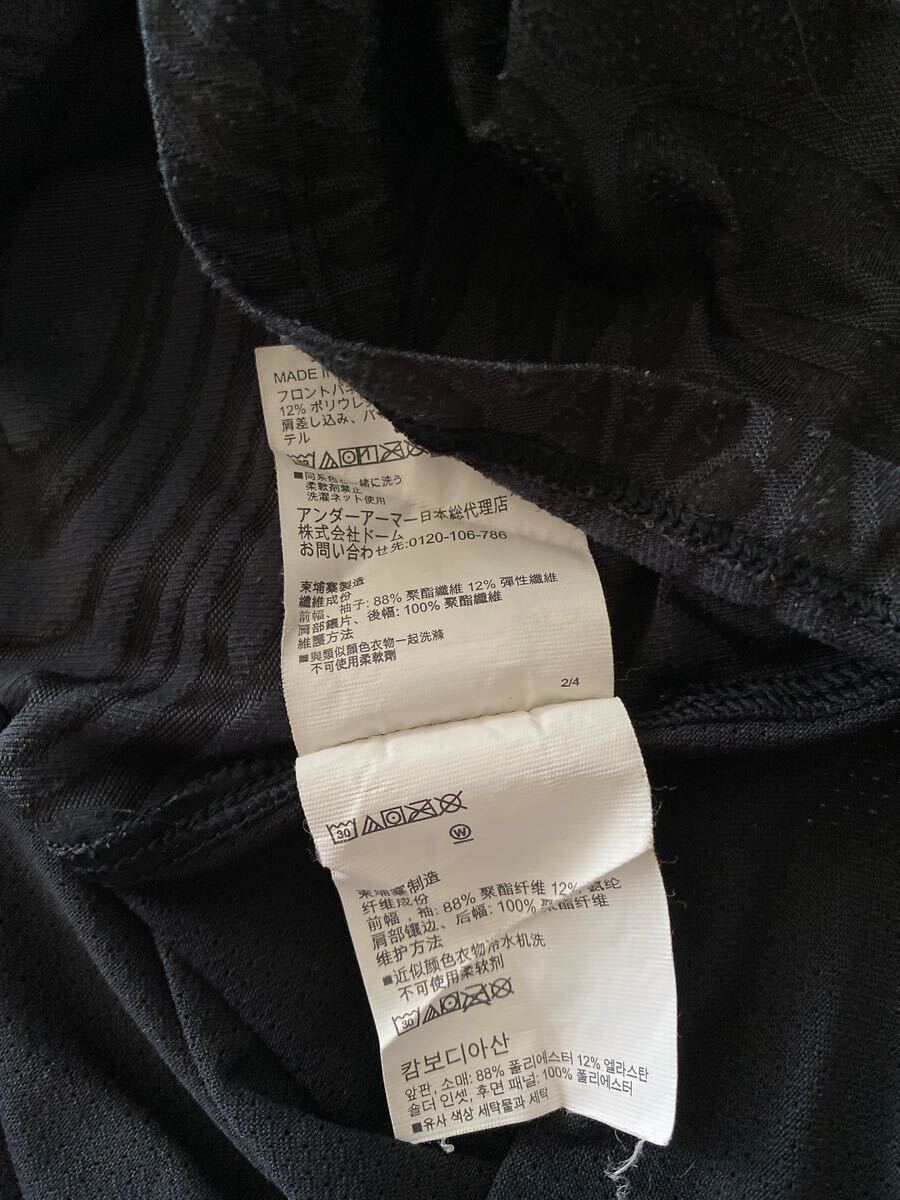 MADE IN
フロントパネ
12% ポリウレ
肩差し込み、バ
テル
■同系色と一緒に洗う
柔軟剤禁止
洗濯ネット使用
アンダーアーマー日本総代理店
株式会社ドーム
お問い合わせ先:0120-106-786
柬埔寨製造
纖維成份
前幅、袖子: 88% 聚酯纖維 12% 彈性纖維
肩部鑲片、後幅: 100% 聚酯纖維
維護方法
■與類似顏色衣物一起洗滌
不可使用柔軟劑
2/4
30
W
柬埔寨制造
纤维成份
前幅，袖: 88% 聚酯纤维 12% 氨纶
肩部镶边、后幅: 100% 聚酯纤维
维护方法
■近似颜色衣物冷水机洗
不可使用柔软剂
30
캄보디아산
앞판, 소매: 88% 폴리에스터 12% 엘라스탄
숄더 인셋, 후면 패널: 100% 폴리에스터
■유사 색상 세탁물과 세탁